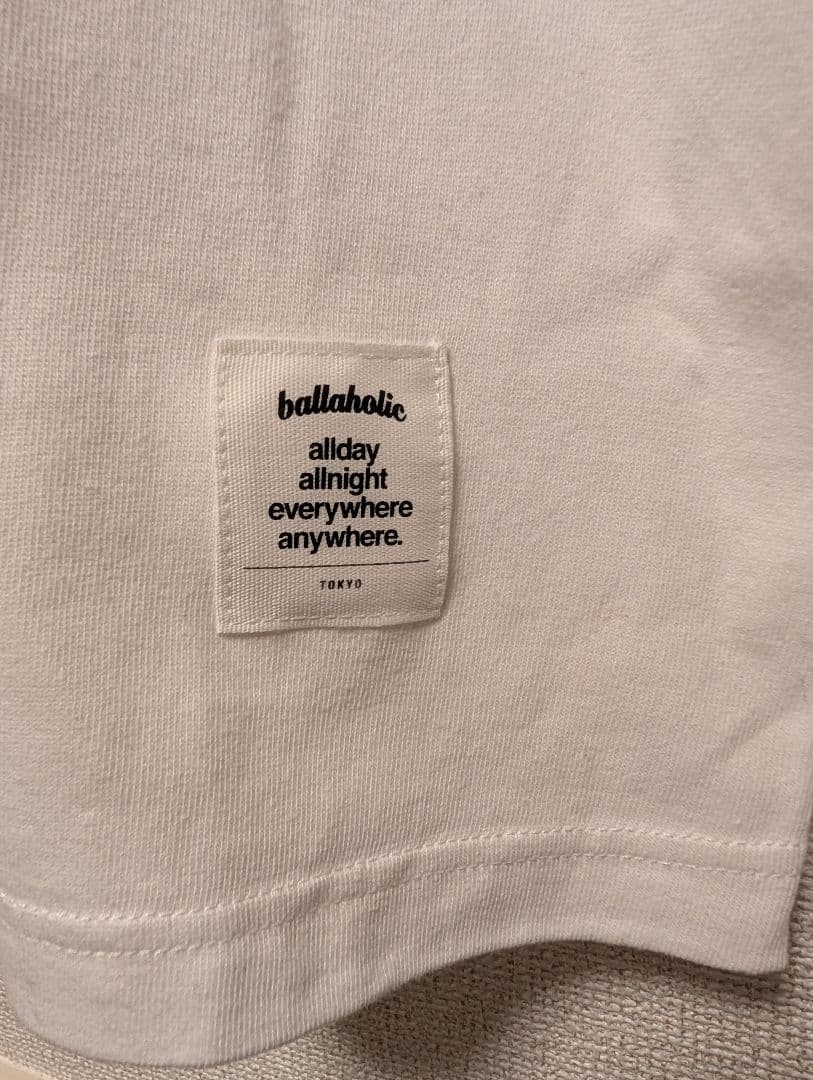 ballaholic
allday
allnight
everywhere
anywhere.
TOKYO